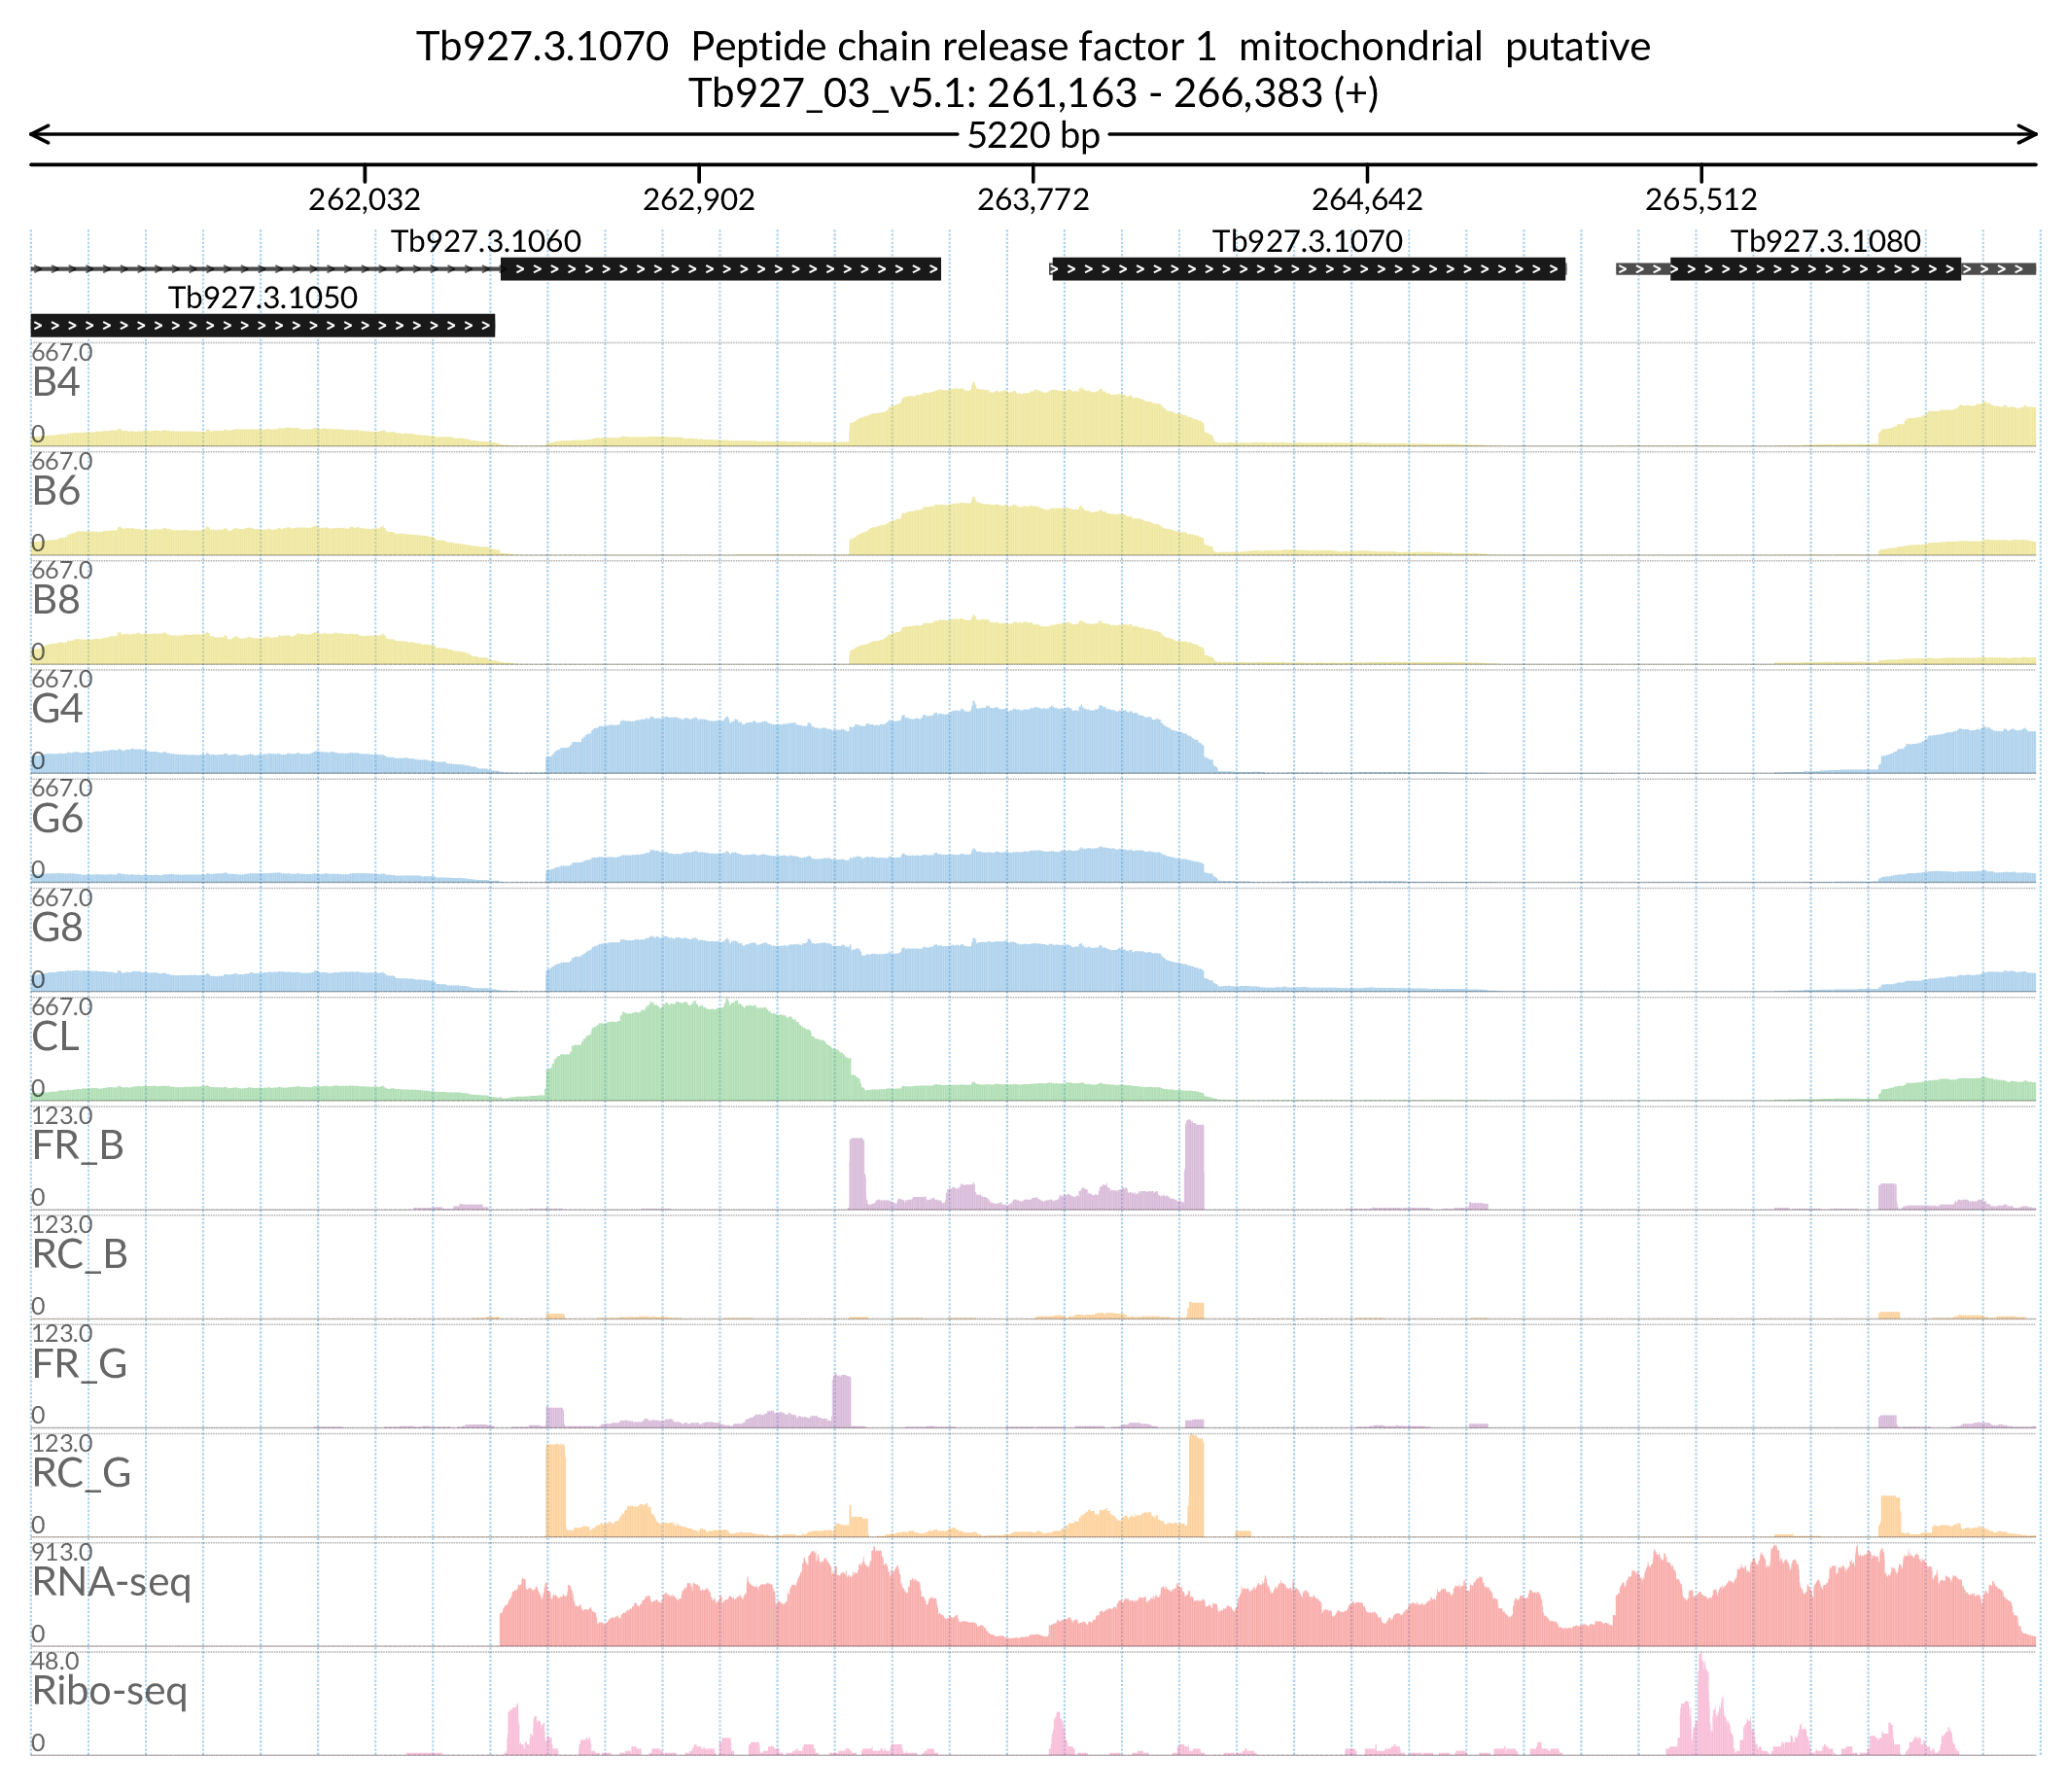 Tb927.3.1070  Peptide chain release factor 1  mitochondrial  putative
Tb927_03_v5.1: 261,163 - 266,383 (+)
5220 bp
262,032 262,902 263,772 264,642 265,512
Tb927.3.1060 Tb927.3.1070 Tb927.3.1080
Tb927.3.1050
667.0
B4
0
667.0
B6
0
667.0
B8
0
667.0
G4
0
667.0
G6
0
667.0
G8
0
667.0
CL
0
123.0
FR_B
0
123.0
RC_B
0
123.0
FR_G
0
123.0
RC_G
0
913.0
RNA-seq
0
48.0
Ribo-seq
0